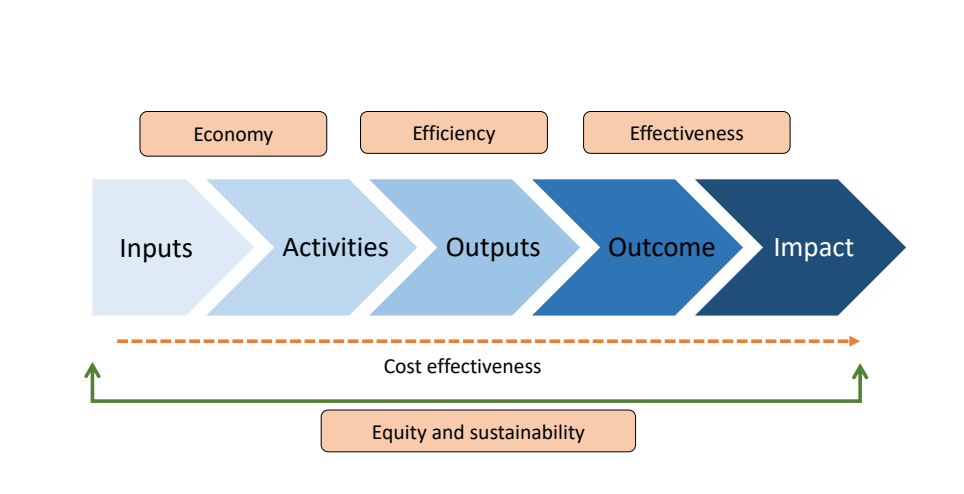 Economy
Efficiency
Effectiveness
Inputs
Activities
Outputs
Outcome
Impact
Cost effectiveness
Equity and sustainability